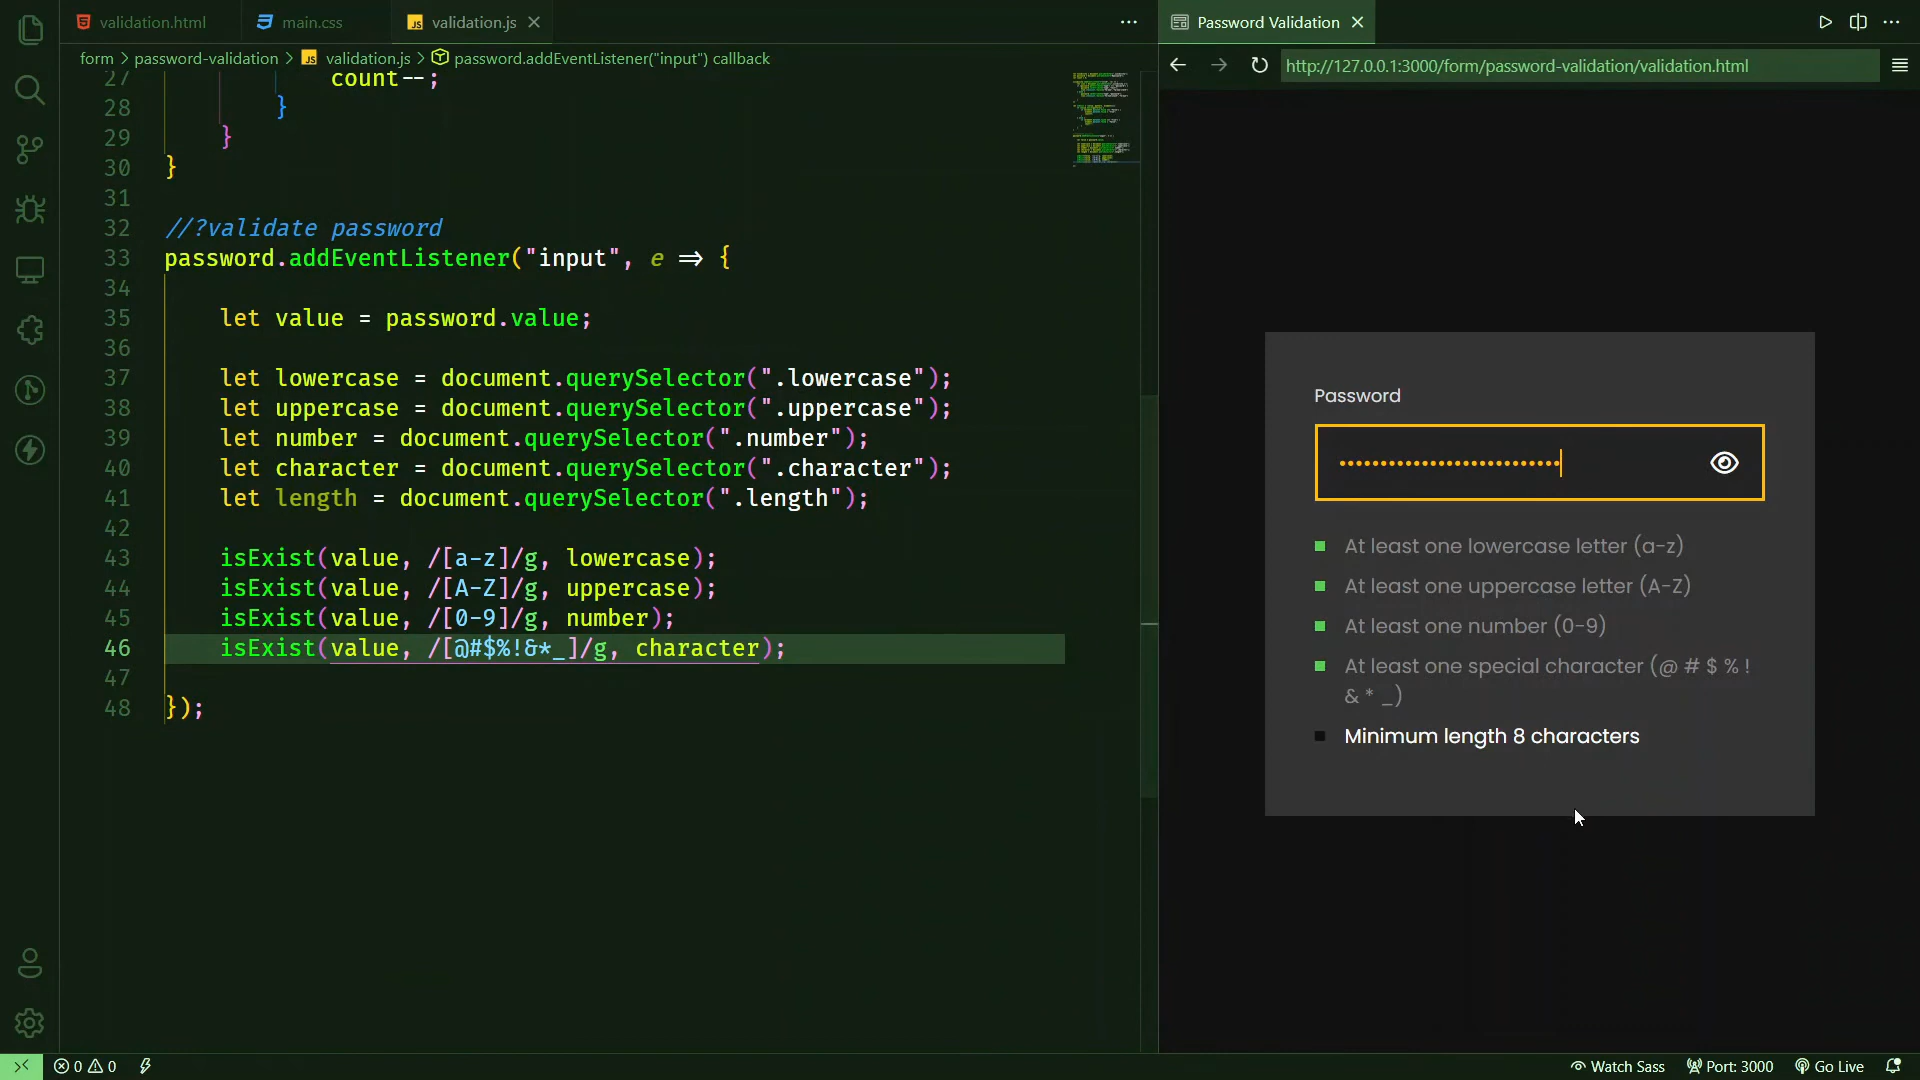 validation.html
main.css
validation.js
Password Validation
form > password-validation > validation.js > password.addEventListener("input") callback
http://127.0.0.1:3000/form/password-validation/validation.html
27 count--;
28 }
29 }
30 }
31
32 //?validate password
33 password.addEventListener("input", e => {
34
35 let value = password.value;
36
37 let lowercase = document.querySelector(".lowercase");
38 let uppercase = document.querySelector(".uppercase");
39 let number = document.querySelector(".number");
40 let character = document.querySelector(".character");
41 let length = document.querySelector(".length");
42
43 isExist(value, /[a-z]/g, lowercase);
44 isExist(value, /[A-Z]/g, uppercase);
45 isExist(value, /[0-9]/g, number);
46 isExist(value, /[@#$%!&*_]/g, character);
47
48 });
Password
At least one lowercase letter (a-z)
At least one uppercase letter (A-Z)
At least one number (0-9)
At least one special character (@ # $ % !
& * _)
Minimum length 8 characters
0 0
Watch Sass
Port: 3000
Go Live